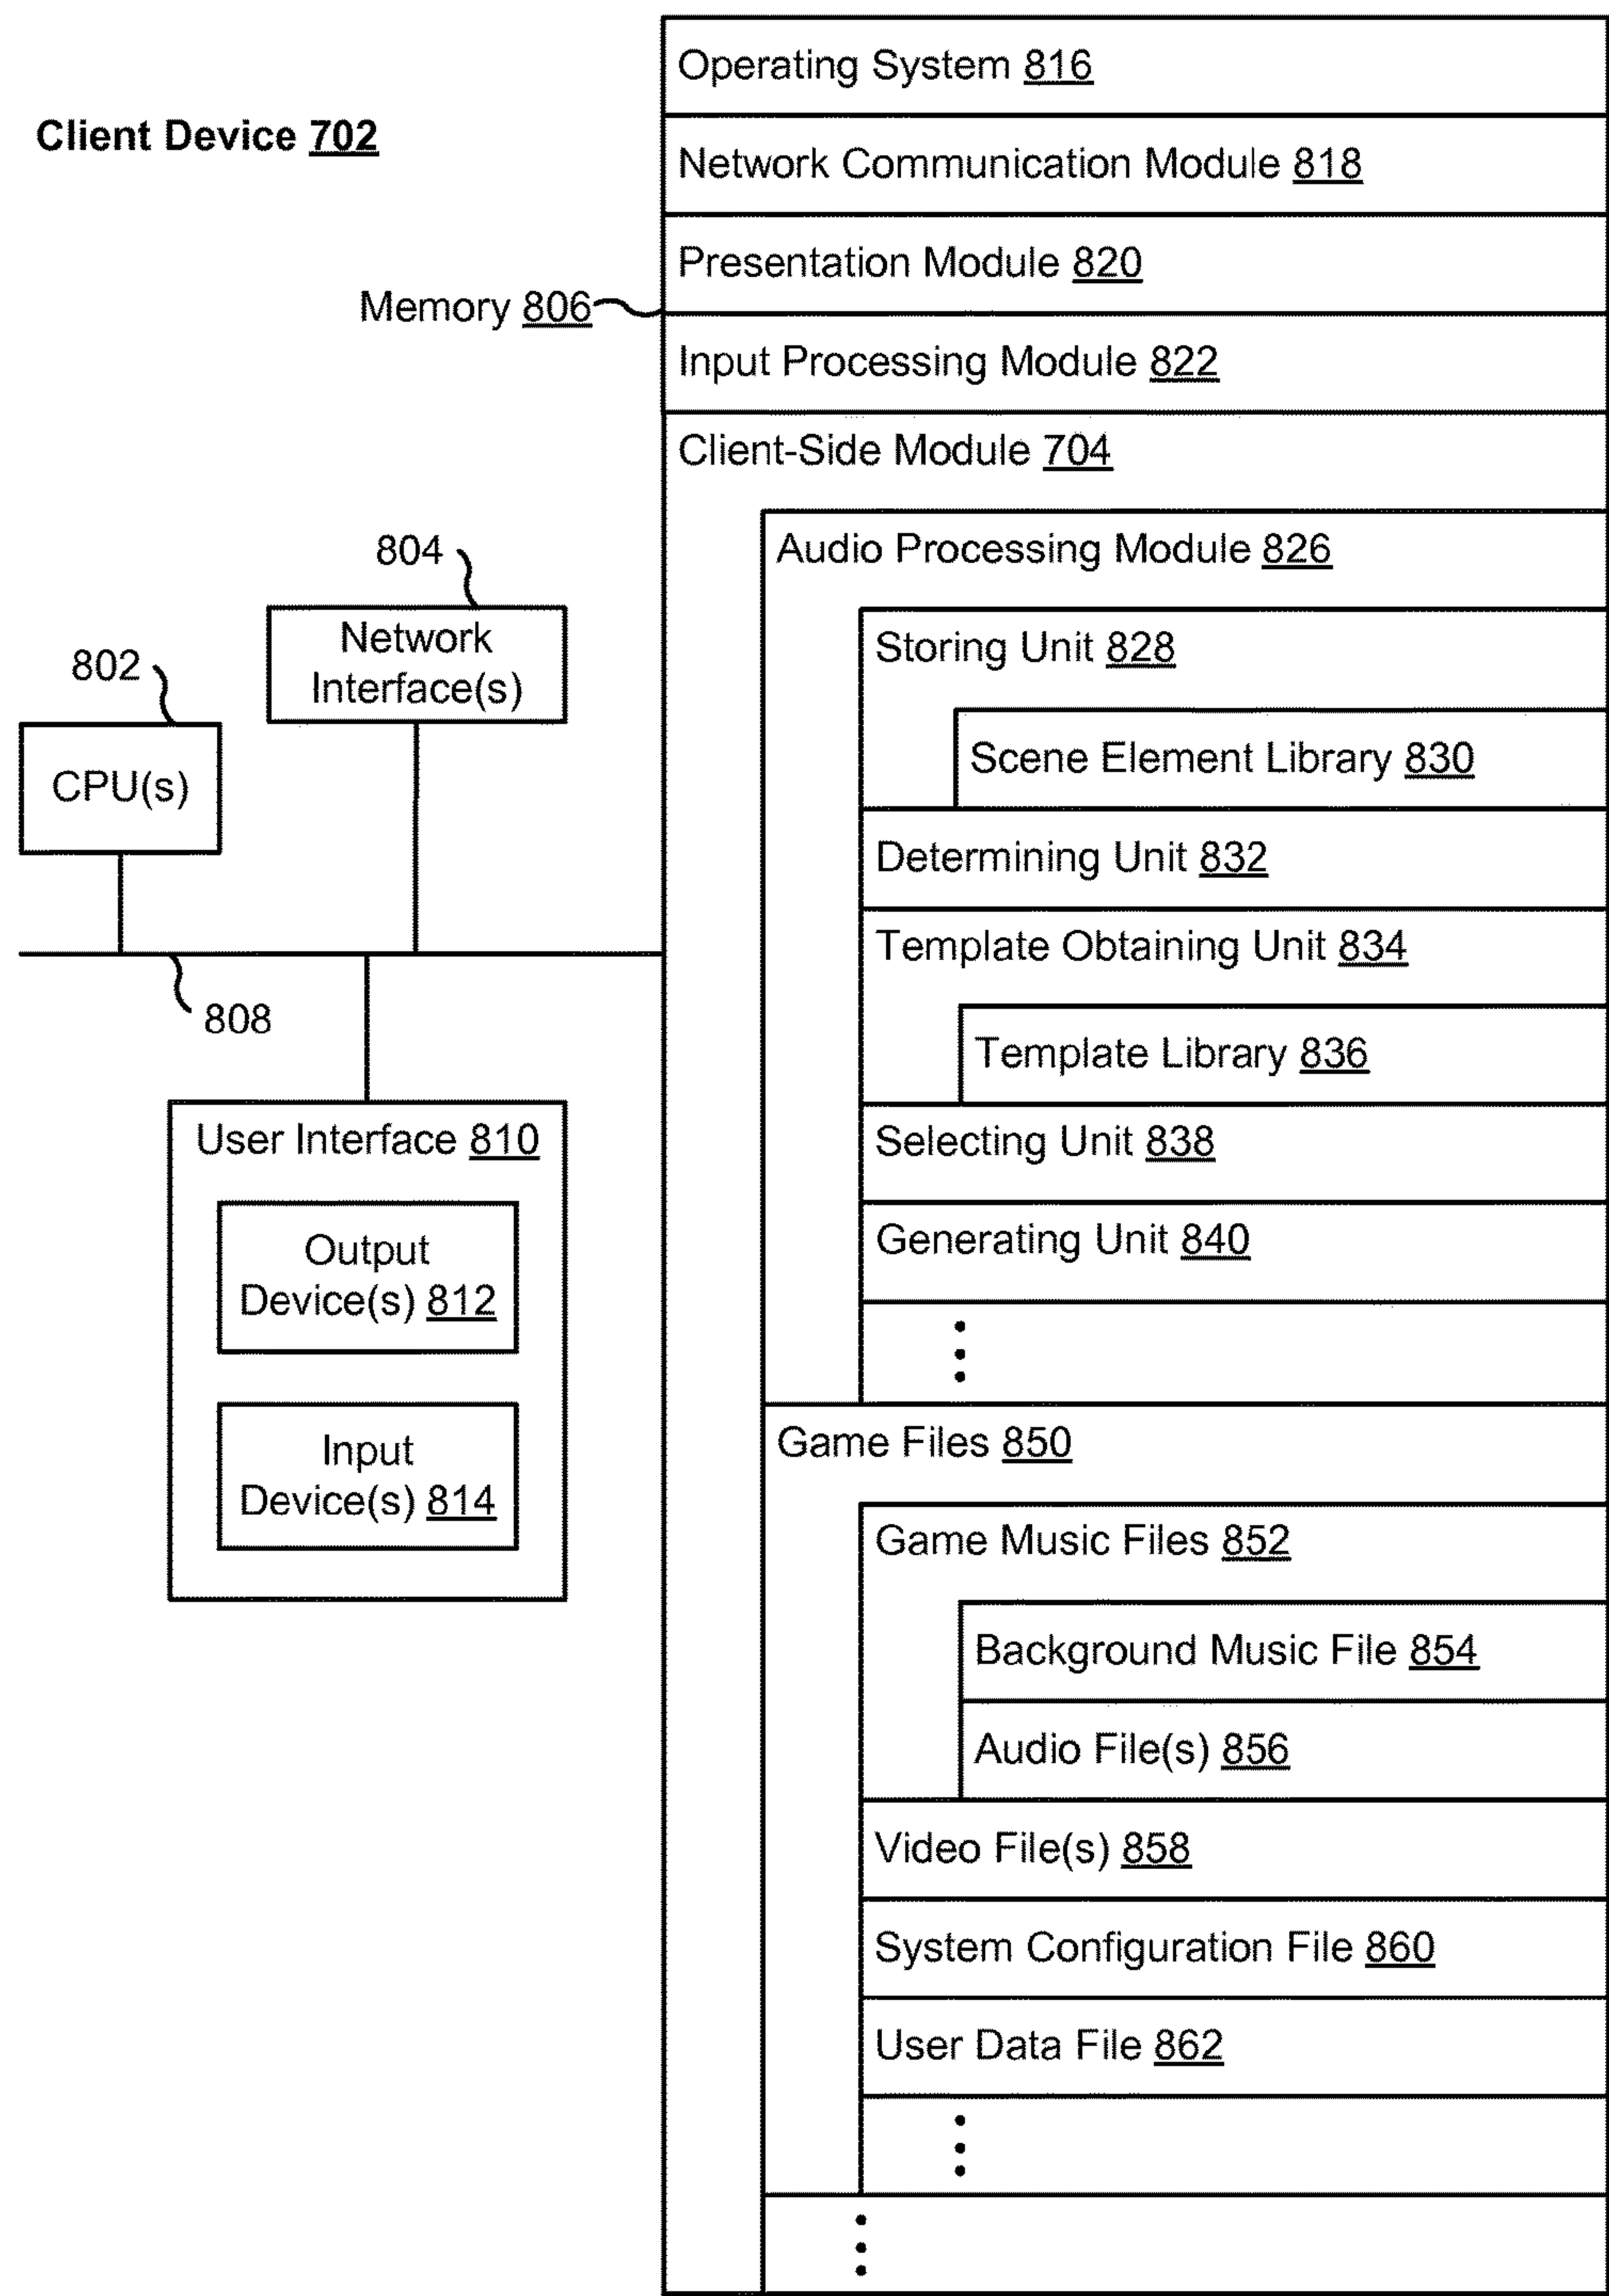 Client Device 702
Operating System 816
Network Communication Module 818
Presentation Module 820
Memory 806
Input Processing Module 822
Client-Side Module 704
Audio Processing Module 826
Storing Unit 828
Scene Element Library 830
Determining Unit 832
Template Obtaining Unit 834
Template Library 836
Selecting Unit 838
Generating Unit 840
Game Files 850
Game Music Files 852
Background Music File 854
Audio File(s) 856
Video File(s) 858
System Configuration File 860
User Data File 862
804
Network
Interface(s)
802
CPU(s)
808
User Interface 810
Output
Device(s) 812
Input
Device(s) 814